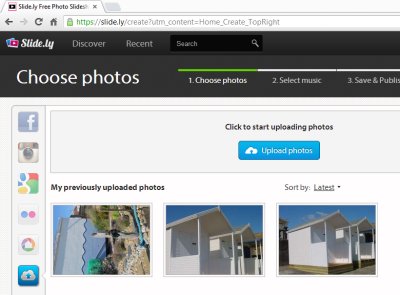 Slide.ly Free Photo Slidesh
https://slide.ly/create?utm_content=Home_Create_TopRight
Slide.ly Discover Recent Search
Choose photos
1. Choose photos 2. Select music 3. Save & Publis
Click to start uploading photos
Upload photos
My previously uploaded photos Sort by: Latest